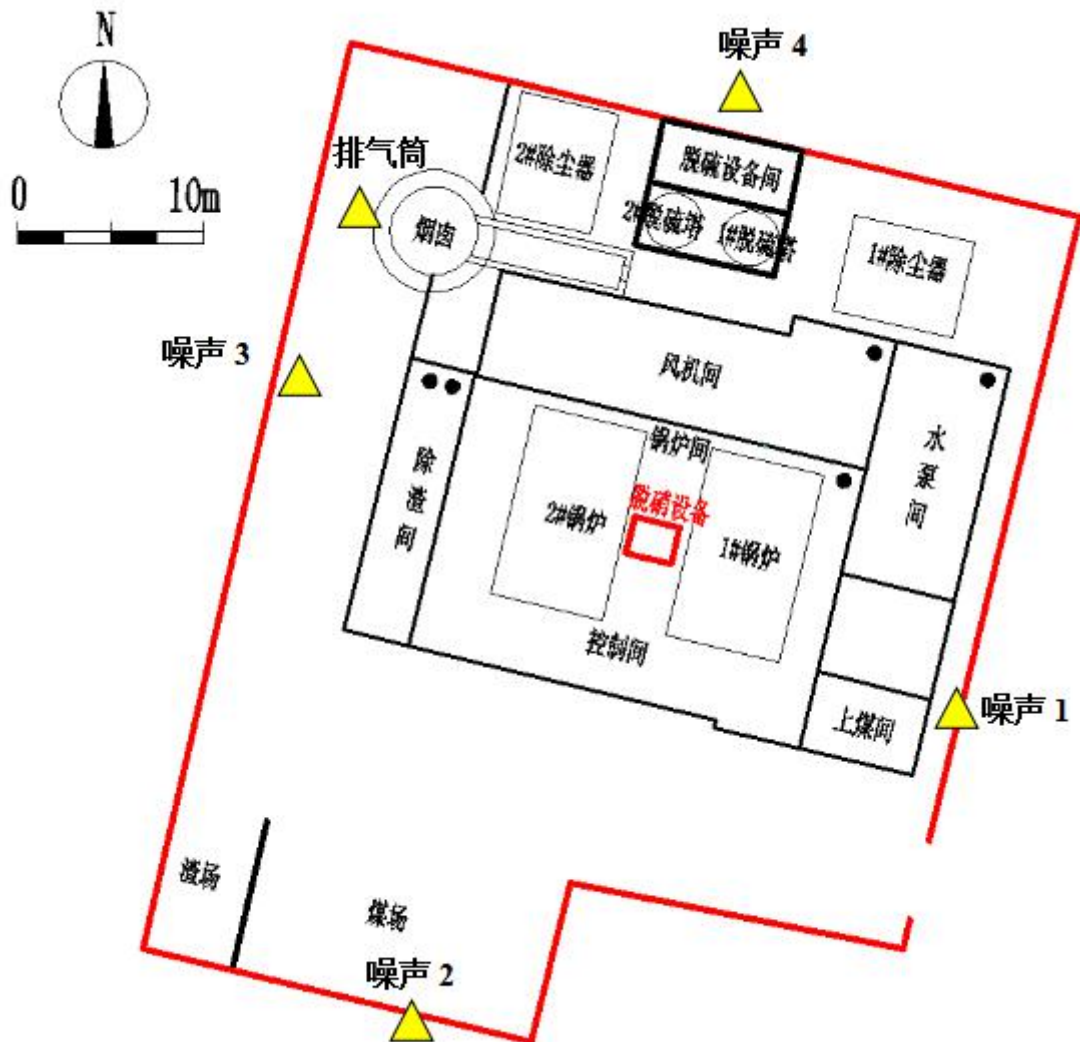 N
0 10m
噪声 4
排气筒
烟囱
2#除尘器
脱硫设备间
2#脱硫塔
1#脱硫塔
1#除尘器
噪声 3
风机间
除渣间
锅炉间
水泵间
2#锅炉
脱硝设备
1#锅炉
控制间
上煤间
噪声 1
渣场
煤场
噪声 2